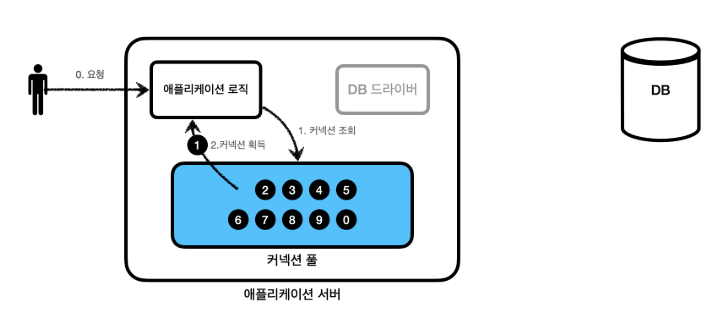 0. 요청
애플리케이션 로직
DB 드라이버
DB
1. 커넥션 조회
1
2.커넥션 획득
2 3 4 5
6 7 8 9 0
커넥션 풀
애플리케이션 서버